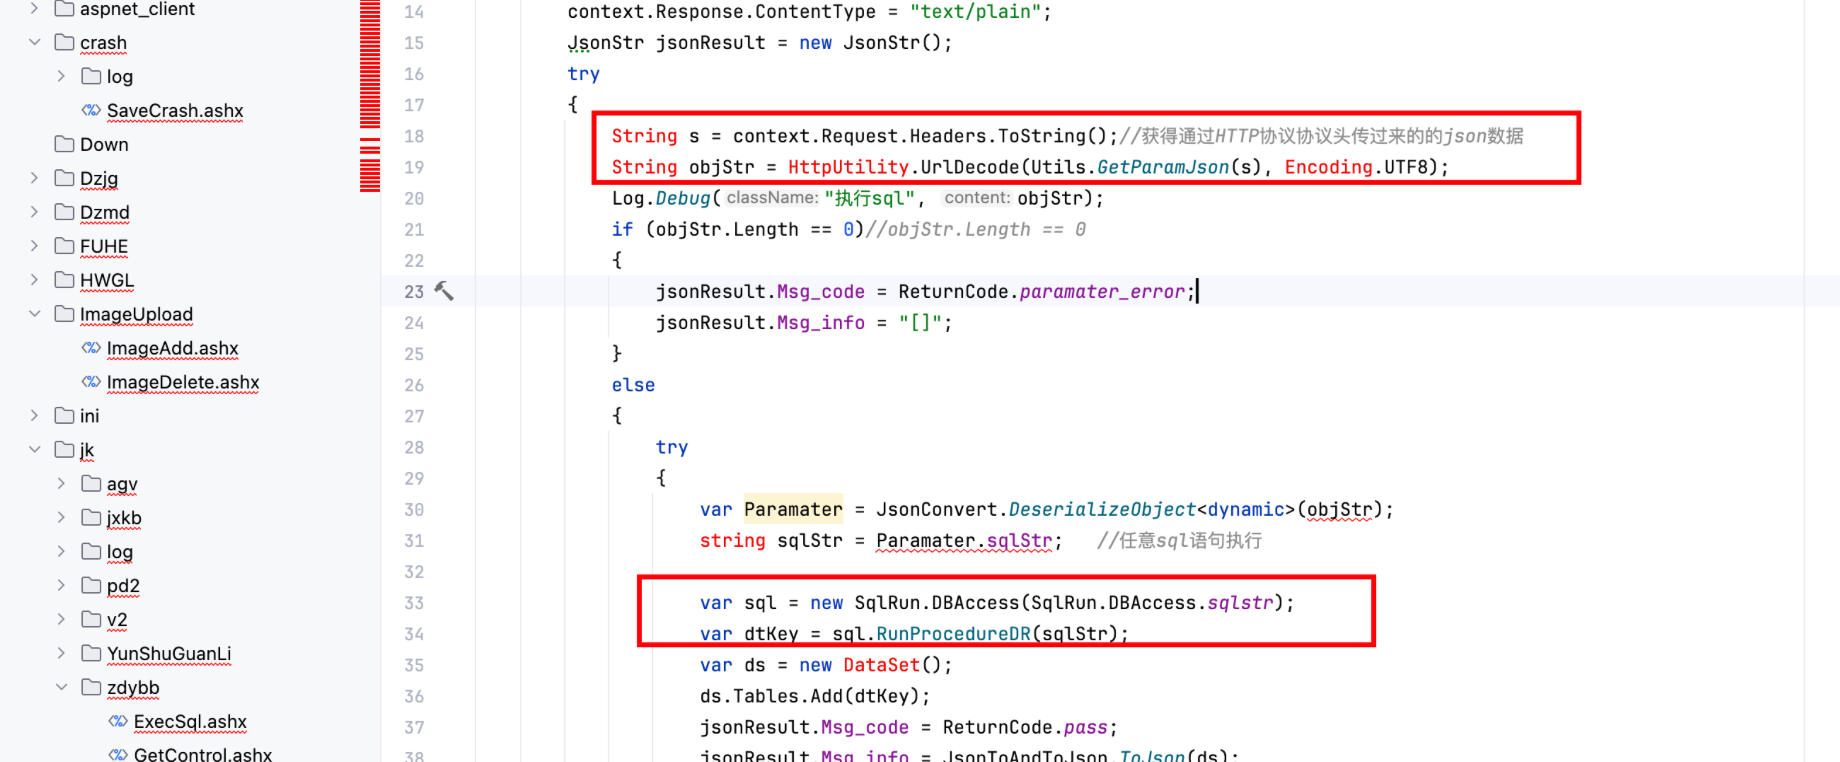 aspnet_client
crash
log
SaveCrash.ashx
Down
Dzjg
Dzmd
FUHE
HWGL
ImageUpload
ImageAdd.ashx
ImageDelete.ashx
ini
jk
agv
jxkb
log
pd2
v2
YunShuGuanLi
zdybb
ExecSql.ashx
GetControl.ashx
14 context.Response.ContentType = "text/plain";
15 JsonStr jsonResult = new JsonStr();
16 try
17 {
18 String s = context.Request.Headers.ToString();//获得通过HTTP协议协议头传过来的的json数据
19 String objStr = HttpUtility.UrlDecode(Utils.GetParamJson(s), Encoding.UTF8);
20 Log.Debug( className: "执行sql", content: objStr);
21 if (objStr.Length == 0)//objStr.Length == 0
22 {
23 jsonResult.Msg_code = ReturnCode.paramater_error;
24 jsonResult.Msg_info = "[]";
25 }
26 else
27 {
28 try
29 {
30 var Paramater = JsonConvert.DeserializeObject<dynamic>(objStr);
31 string sqlStr = Paramater.sqlStr; //任意sql语句执行
32
33 var sql = new SqlRun.DBAccess(SqlRun.DBAccess.sqlstr);
34 var dtKey = sql.RunProcedureDR(sqlStr);
35 var ds = new DataSet();
36 ds.Tables.Add(dtKey);
37 jsonResult.Msg_code = ReturnCode.pass;
38 jsonResult.Msg_info = JsonToAndToJson.ToJson(ds);